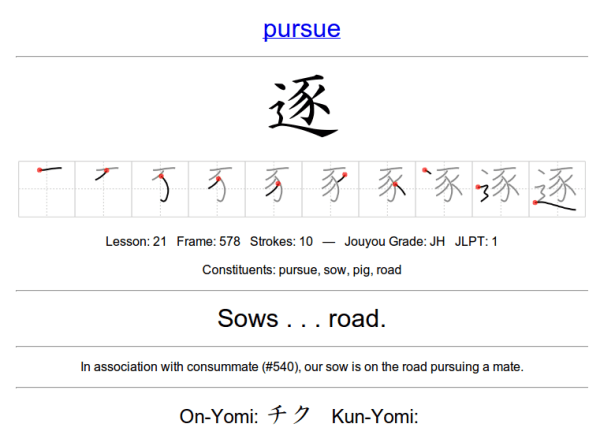 pursue
逐
Lesson: 21 Frame: 578 Strokes: 10 — Jouyou Grade: JH JLPT: 1
Constituents: pursue, sow, pig, road
Sows . . . road.
In association with consummate (#540), our sow is on the road pursuing a mate.
On-Yomi: チク Kun-Yomi: